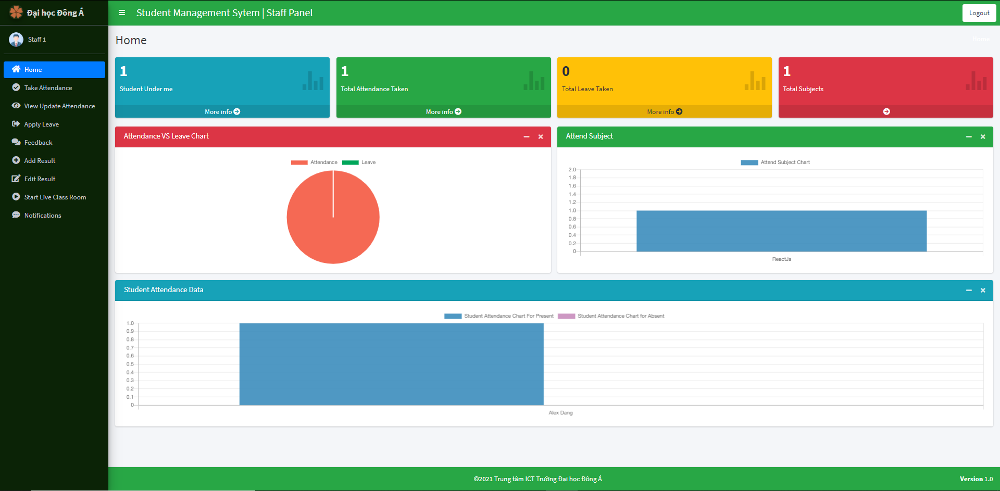 Đại học Đông Á
Student Management Sytem | Staff Panel
Logout
Staff 1
Home
Take Attendance
View Update Attendance
Apply Leave
Feedback
Add Result
Edit Result
Start Live Class Room
Notifications
Home
Home
1
Student Under me
More info
1
Total Attendance Taken
More info
0
Total Leave Taken
More info
1
Total Subjects
Attendance VS Leave Chart
Attendance Leave
Attend Subject
Attend Subject Chart
2.0
1.8
1.6
1.4
1.2
1.0
0.8
0.6
0.4
0.2
0
ReactJs
Student Attendance Data
Student Attendance Chart For Present Student Attendance Chart for Absent
1.0
0.9
0.8
0.7
0.6
0.5
0.4
0.3
0.2
0.1
0
Alex Dang
©2021 Trung tâm ICT Trường Đại học Đông Á
Version 1.0